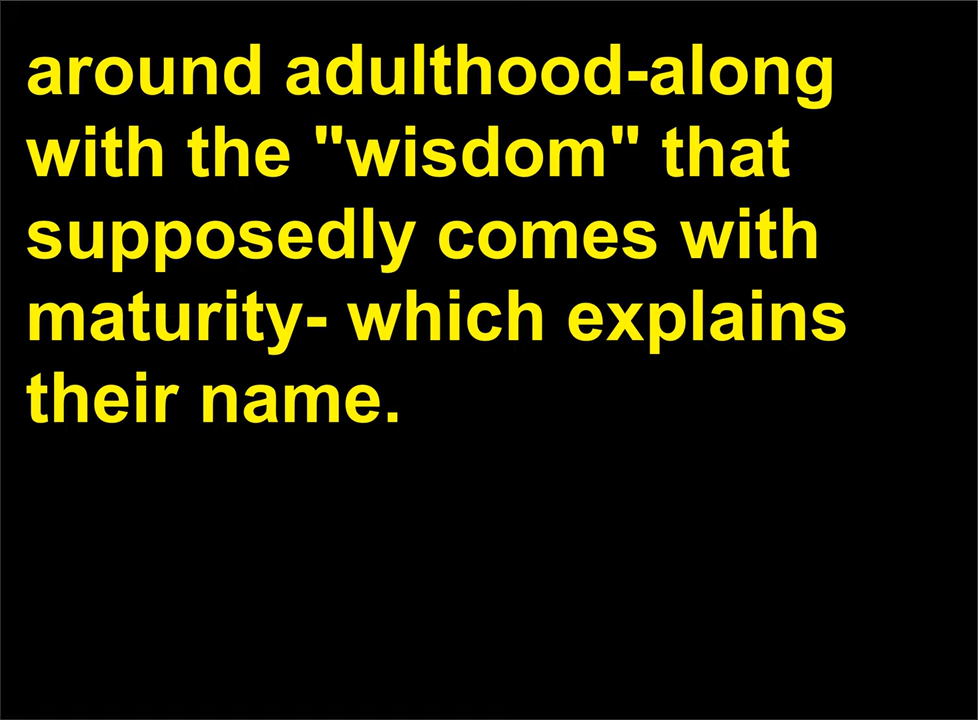 around adulthood-along
with the "wisdom" that
supposedly comes with
maturity- which explains
their name.